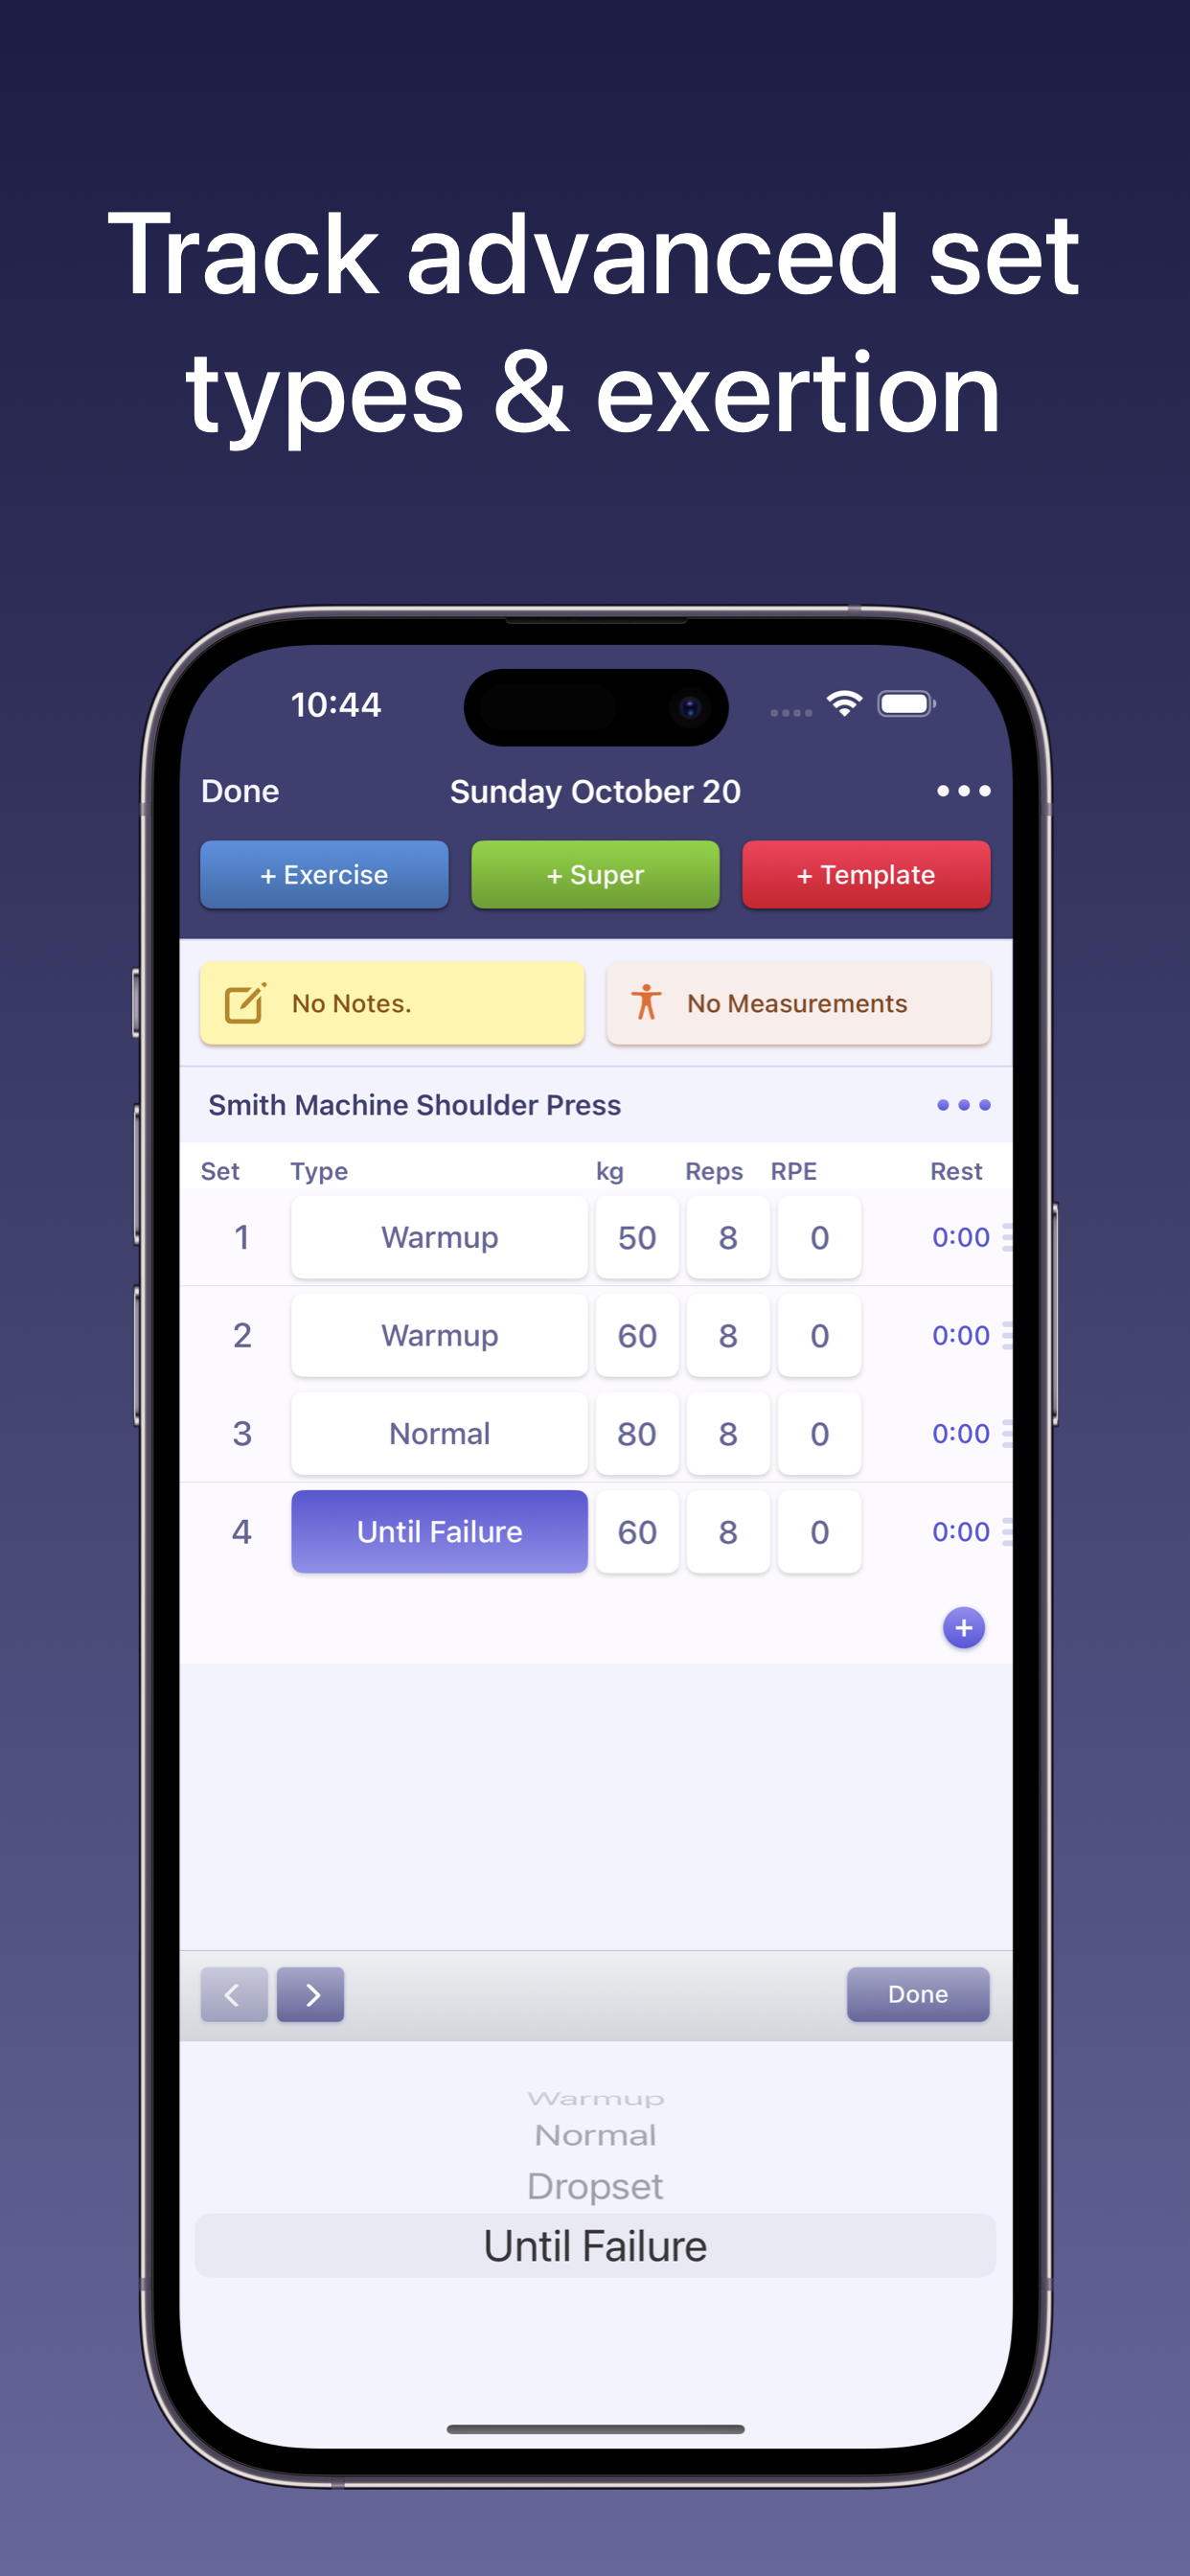 Track advanced set
types & exertion
10:44
Done Sunday October 20
+ Exercise + Super + Template
No Notes. No Measurements
Smith Machine Shoulder Press
Set Type kg Reps RPE Rest
1 Warmup 50 8 0 0:00
2 Warmup 60 8 0 0:00
3 Normal 80 8 0 0:00
4 Until Failure 60 8 0 0:00
+
Done
Warmup
Normal
Dropset
Until Failure